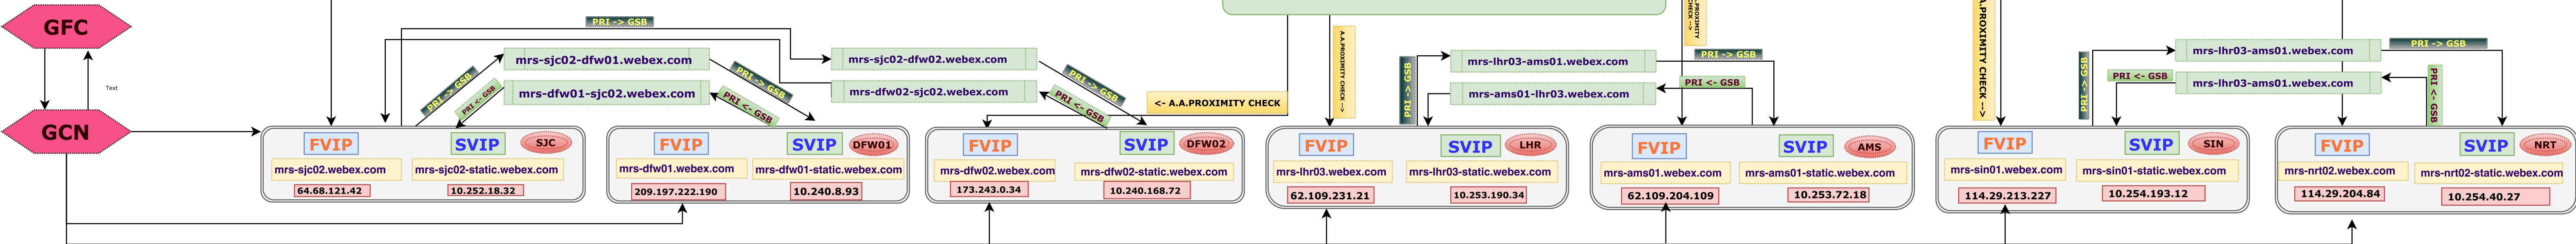 GFC
Text
GCN
PRI -> GSB
mrs-sjc02-dfw01.webex.com
mrs-dfw01-sjc02.webex.com
PRI -> GSB
PRI <- GSB
PRI -> GSB
PRI <- GSB
mrs-sjc02-dfw02.webex.com
mrs-dfw02-sjc02.webex.com
PRI -> GSB
PRI <- GSB
<- A.A.PROXIMITY CHECK
A.A.PROXIMITY CHECK -->
PRI -> GSB
mrs-lhr03-ams01.webex.com
mrs-ams01-lhr03.webex.com
.PROXIMITY
CHECK -->
PRI -> GSB
PRI <- GSB
A.PROXIMITY CHECK -->
PRI -> GSB
PRI <- GSB
mrs-lhr03-ams01.webex.com
mrs-lhr03-ams01.webex.com
PRI -> GSB
PRI <- GSB
FVIP
SVIP
SJC
mrs-sjc02.webex.com
mrs-sjc02-static.webex.com
64.68.121.42
10.252.18.32
FVIP
SVIP
DFW01
mrs-dfw01.webex.com
mrs-dfw01-static.webex.com
209.197.222.190
10.240.8.93
FVIP
SVIP
DFW02
mrs-dfw02.webex.com
mrs-dfw02-static.webex.com
173.243.0.34
10.240.168.72
FVIP
SVIP
LHR
mrs-lhr03.webex.com
mrs-lhr03-static.webex.com
62.109.231.21
10.253.190.34
FVIP
SVIP
AMS
mrs-ams01.webex.com
mrs-ams01-static.webex.com
62.109.204.109
10.253.72.18
FVIP
SVIP
SIN
mrs-sin01.webex.com
mrs-sin01-static.webex.com
114.29.213.227
10.254.193.12
FVIP
SVIP
NRT
mrs-nrt02.webex.com
mrs-nrt02-static.webex.com
114.29.204.84
10.254.40.27